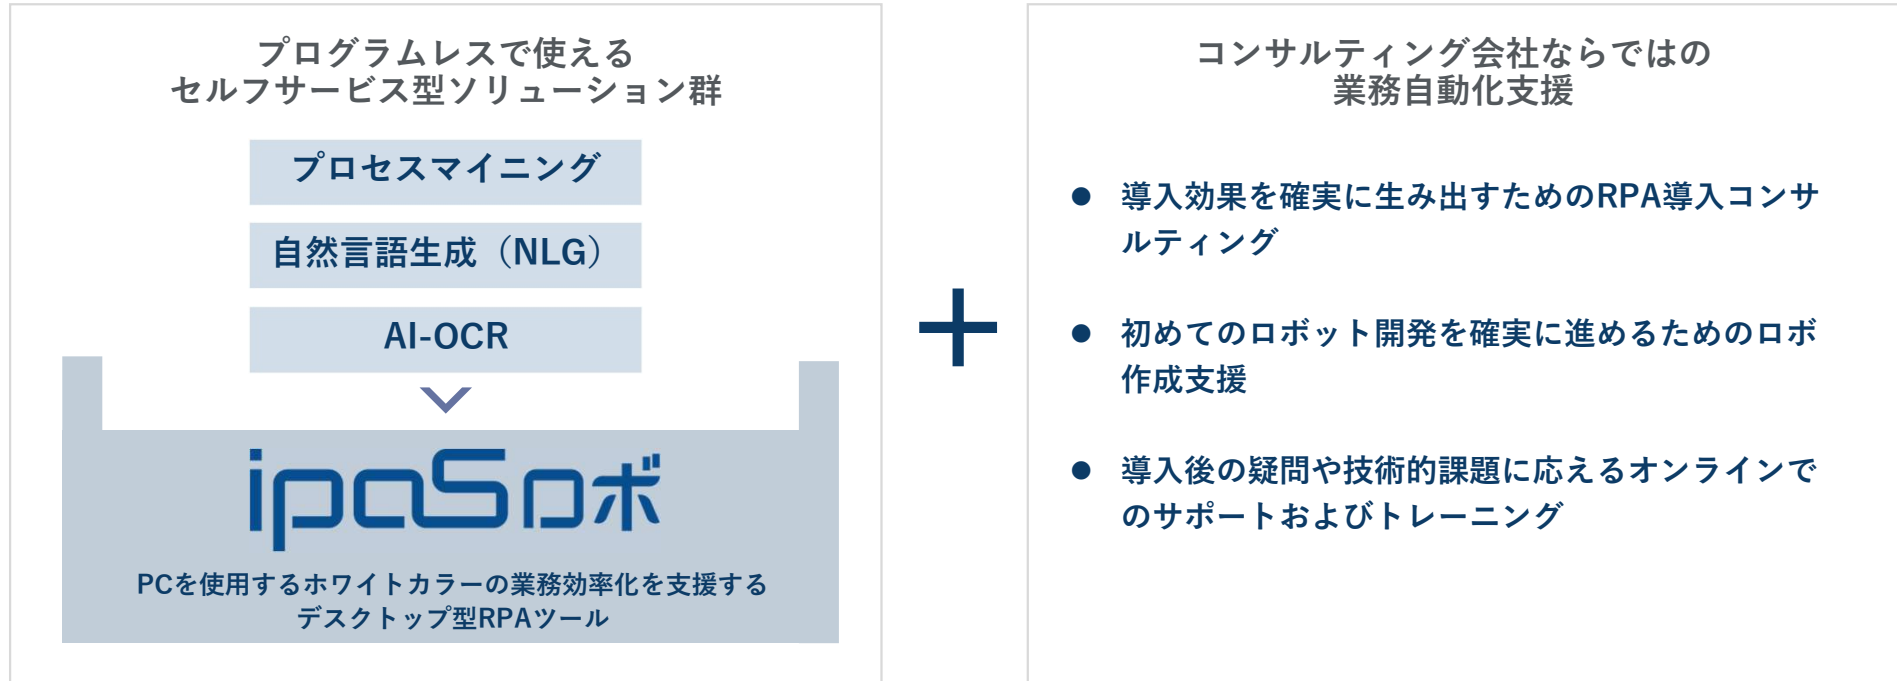 プログラムレスで使える
セルフサービス型ソリューション群
プロセスマイニング
自然言語生成（NLG）
AI-OCR
ipaSロボ
PCを使用するホワイトカラーの業務効率化を支援する
デスクトップ型RPAツール
+
コンサルティング会社ならではの
業務自動化支援
● 導入効果を確実に生み出すためのRPA導入コンサ
ルティング
● 初めてのロボット開発を確実に進めるためのロボ
作成支援
● 導入後の疑問や技術的課題に応えるオンラインで
のサポートおよびトレーニング